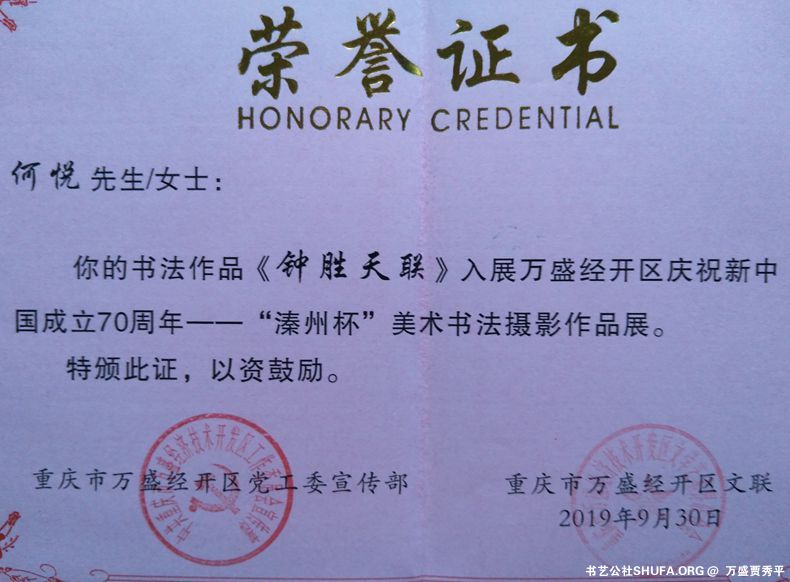 荣誉证书
HONORARY CREDENTIAL
何悦 先生/女士：
你的书法作品《钟胜天联》入展万盛经开区庆祝新中
国成立70周年——“溱州杯”美术书法摄影作品展。
特颁此证，以资鼓励。
重庆市万盛经开区党工委宣传部
重庆市万盛经开区文联
2019年9月30日
书艺公社SHUFA.ORG @ 万盛贾秀平